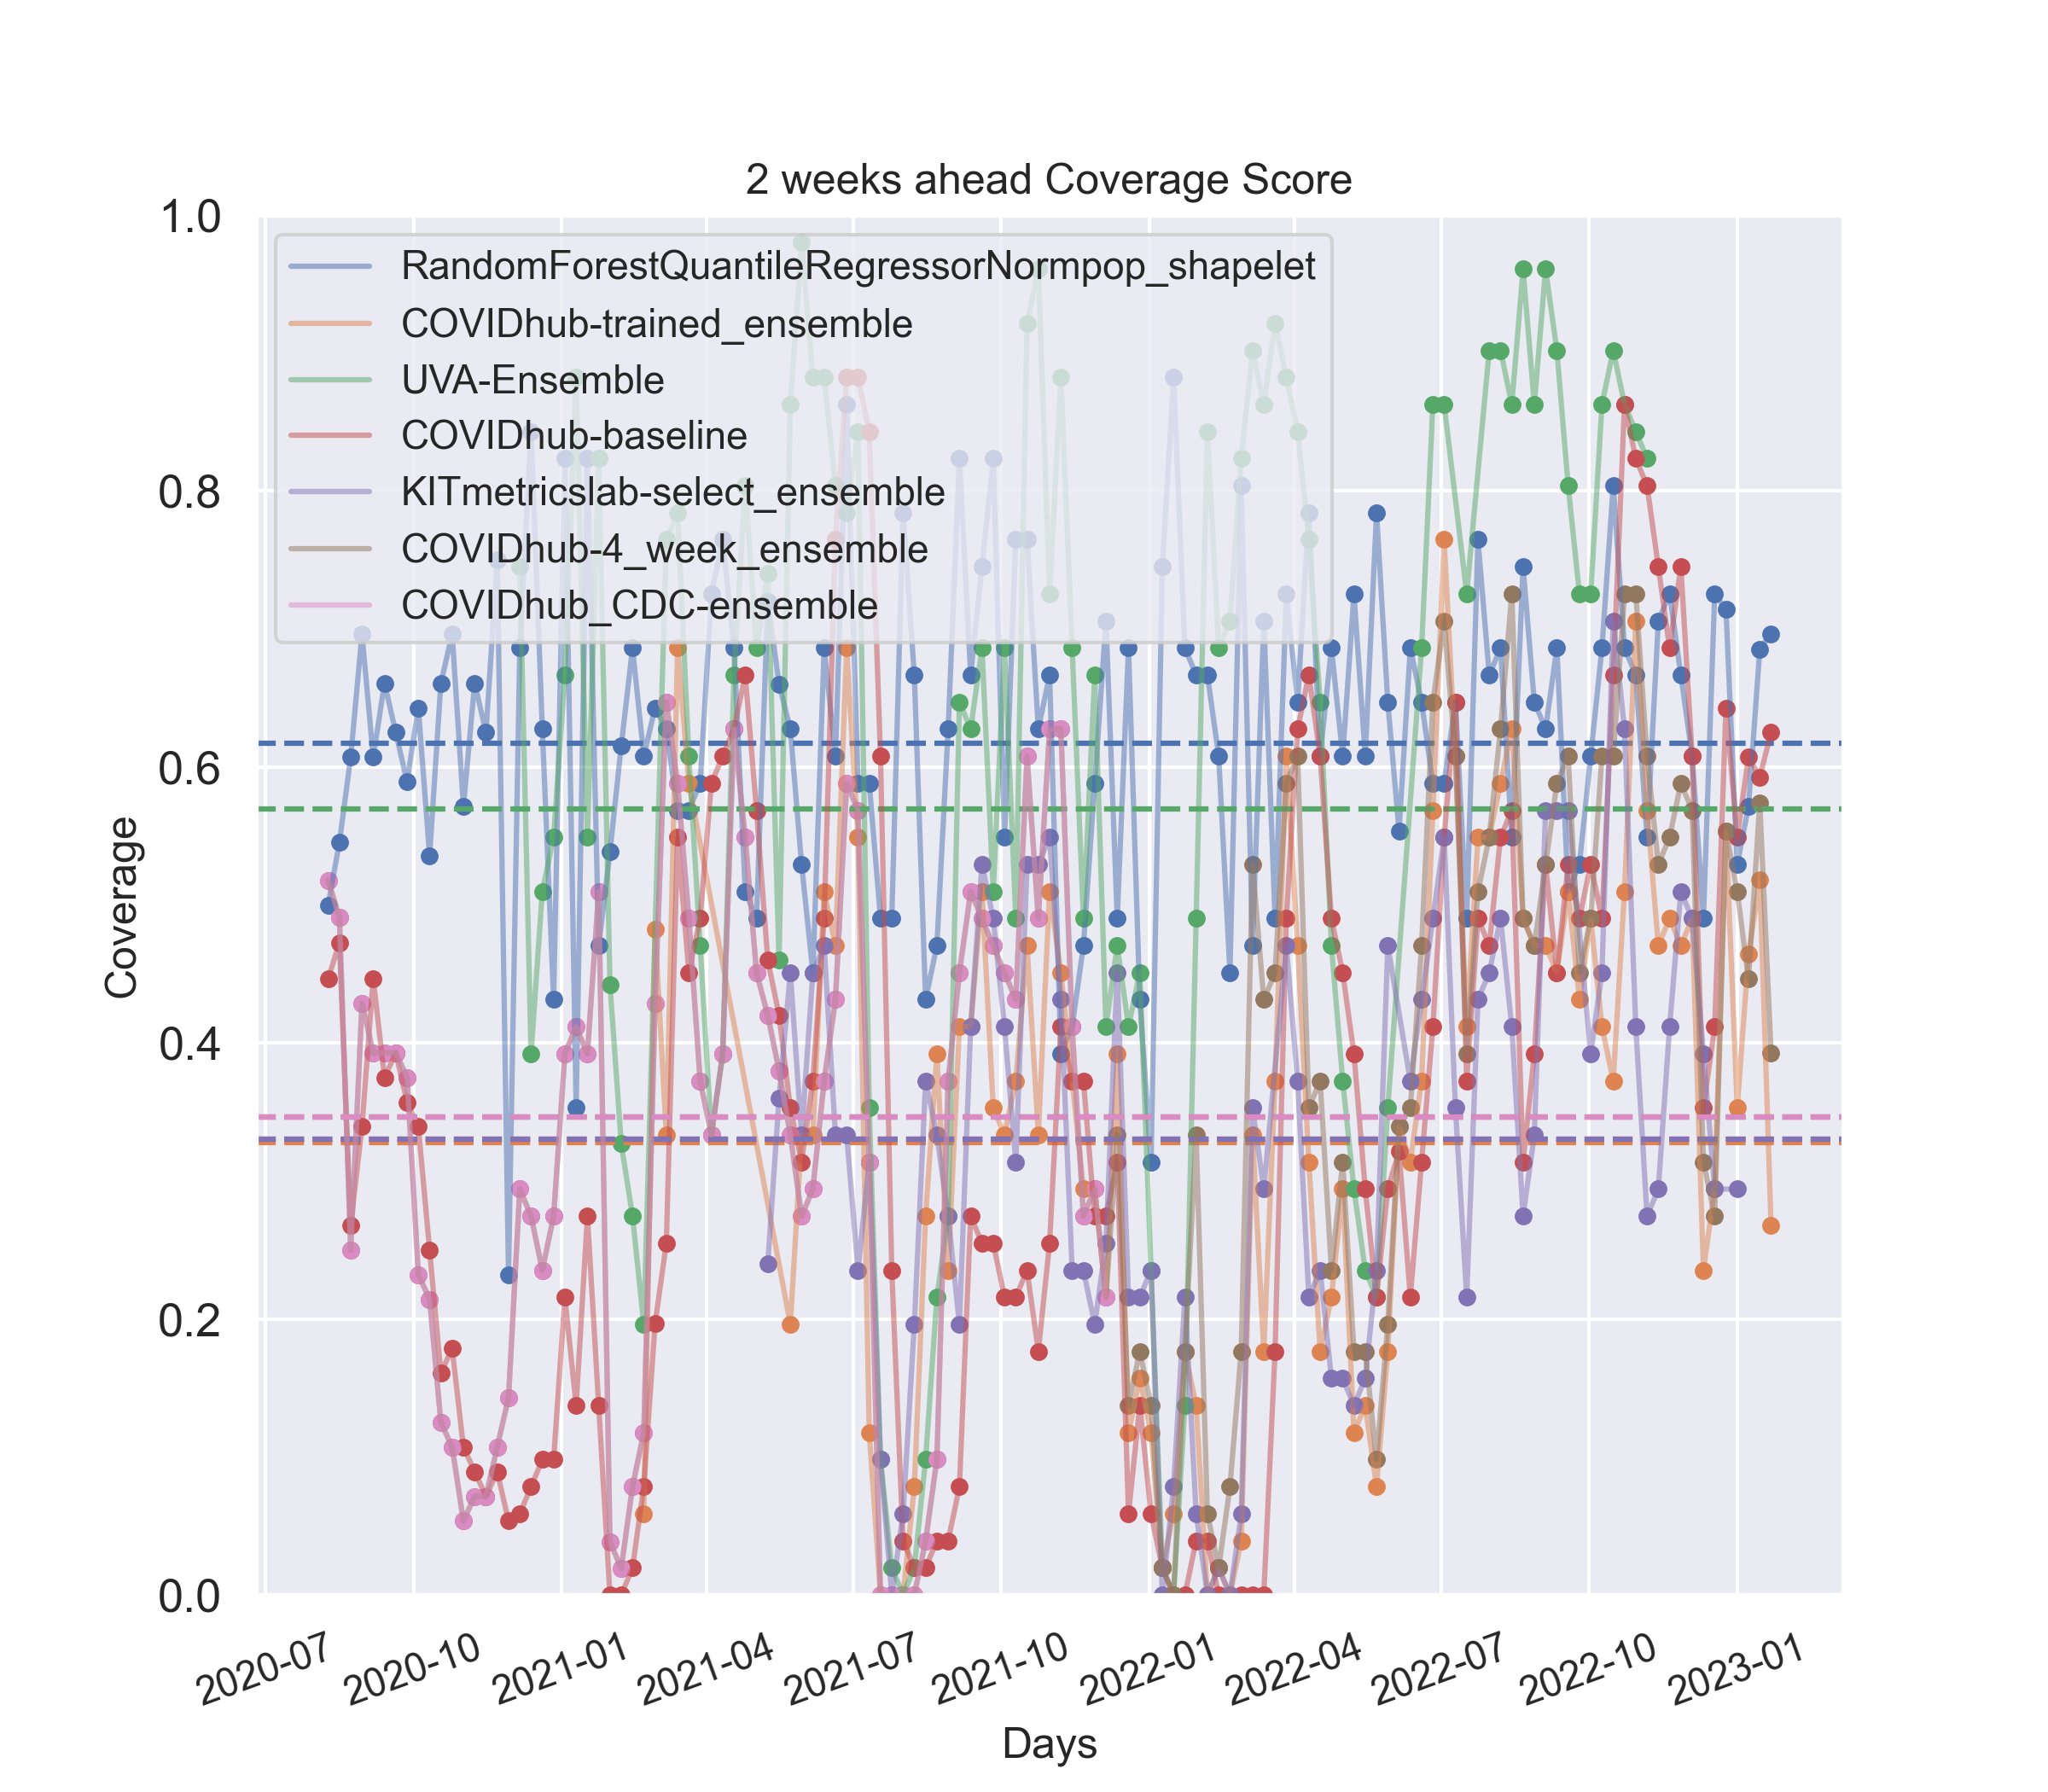 2 weeks ahead Coverage Score
1.0
0.8
0.6
0.4
0.2
0.0
Coverage
RandomForestQuantileRegressorNormpop_shapelet
COVIDhub-trained_ensemble
UVA-Ensemble
COVIDhub-baseline
KITmetricslab-select_ensemble
COVIDhub-4_week_ensemble
COVIDhub_CDC-ensemble
2020-07
2020-10
2021-01
2021-04
2021-07
2021-10
2022-01
2022-04
2022-07
2022-10
2023-01
Days